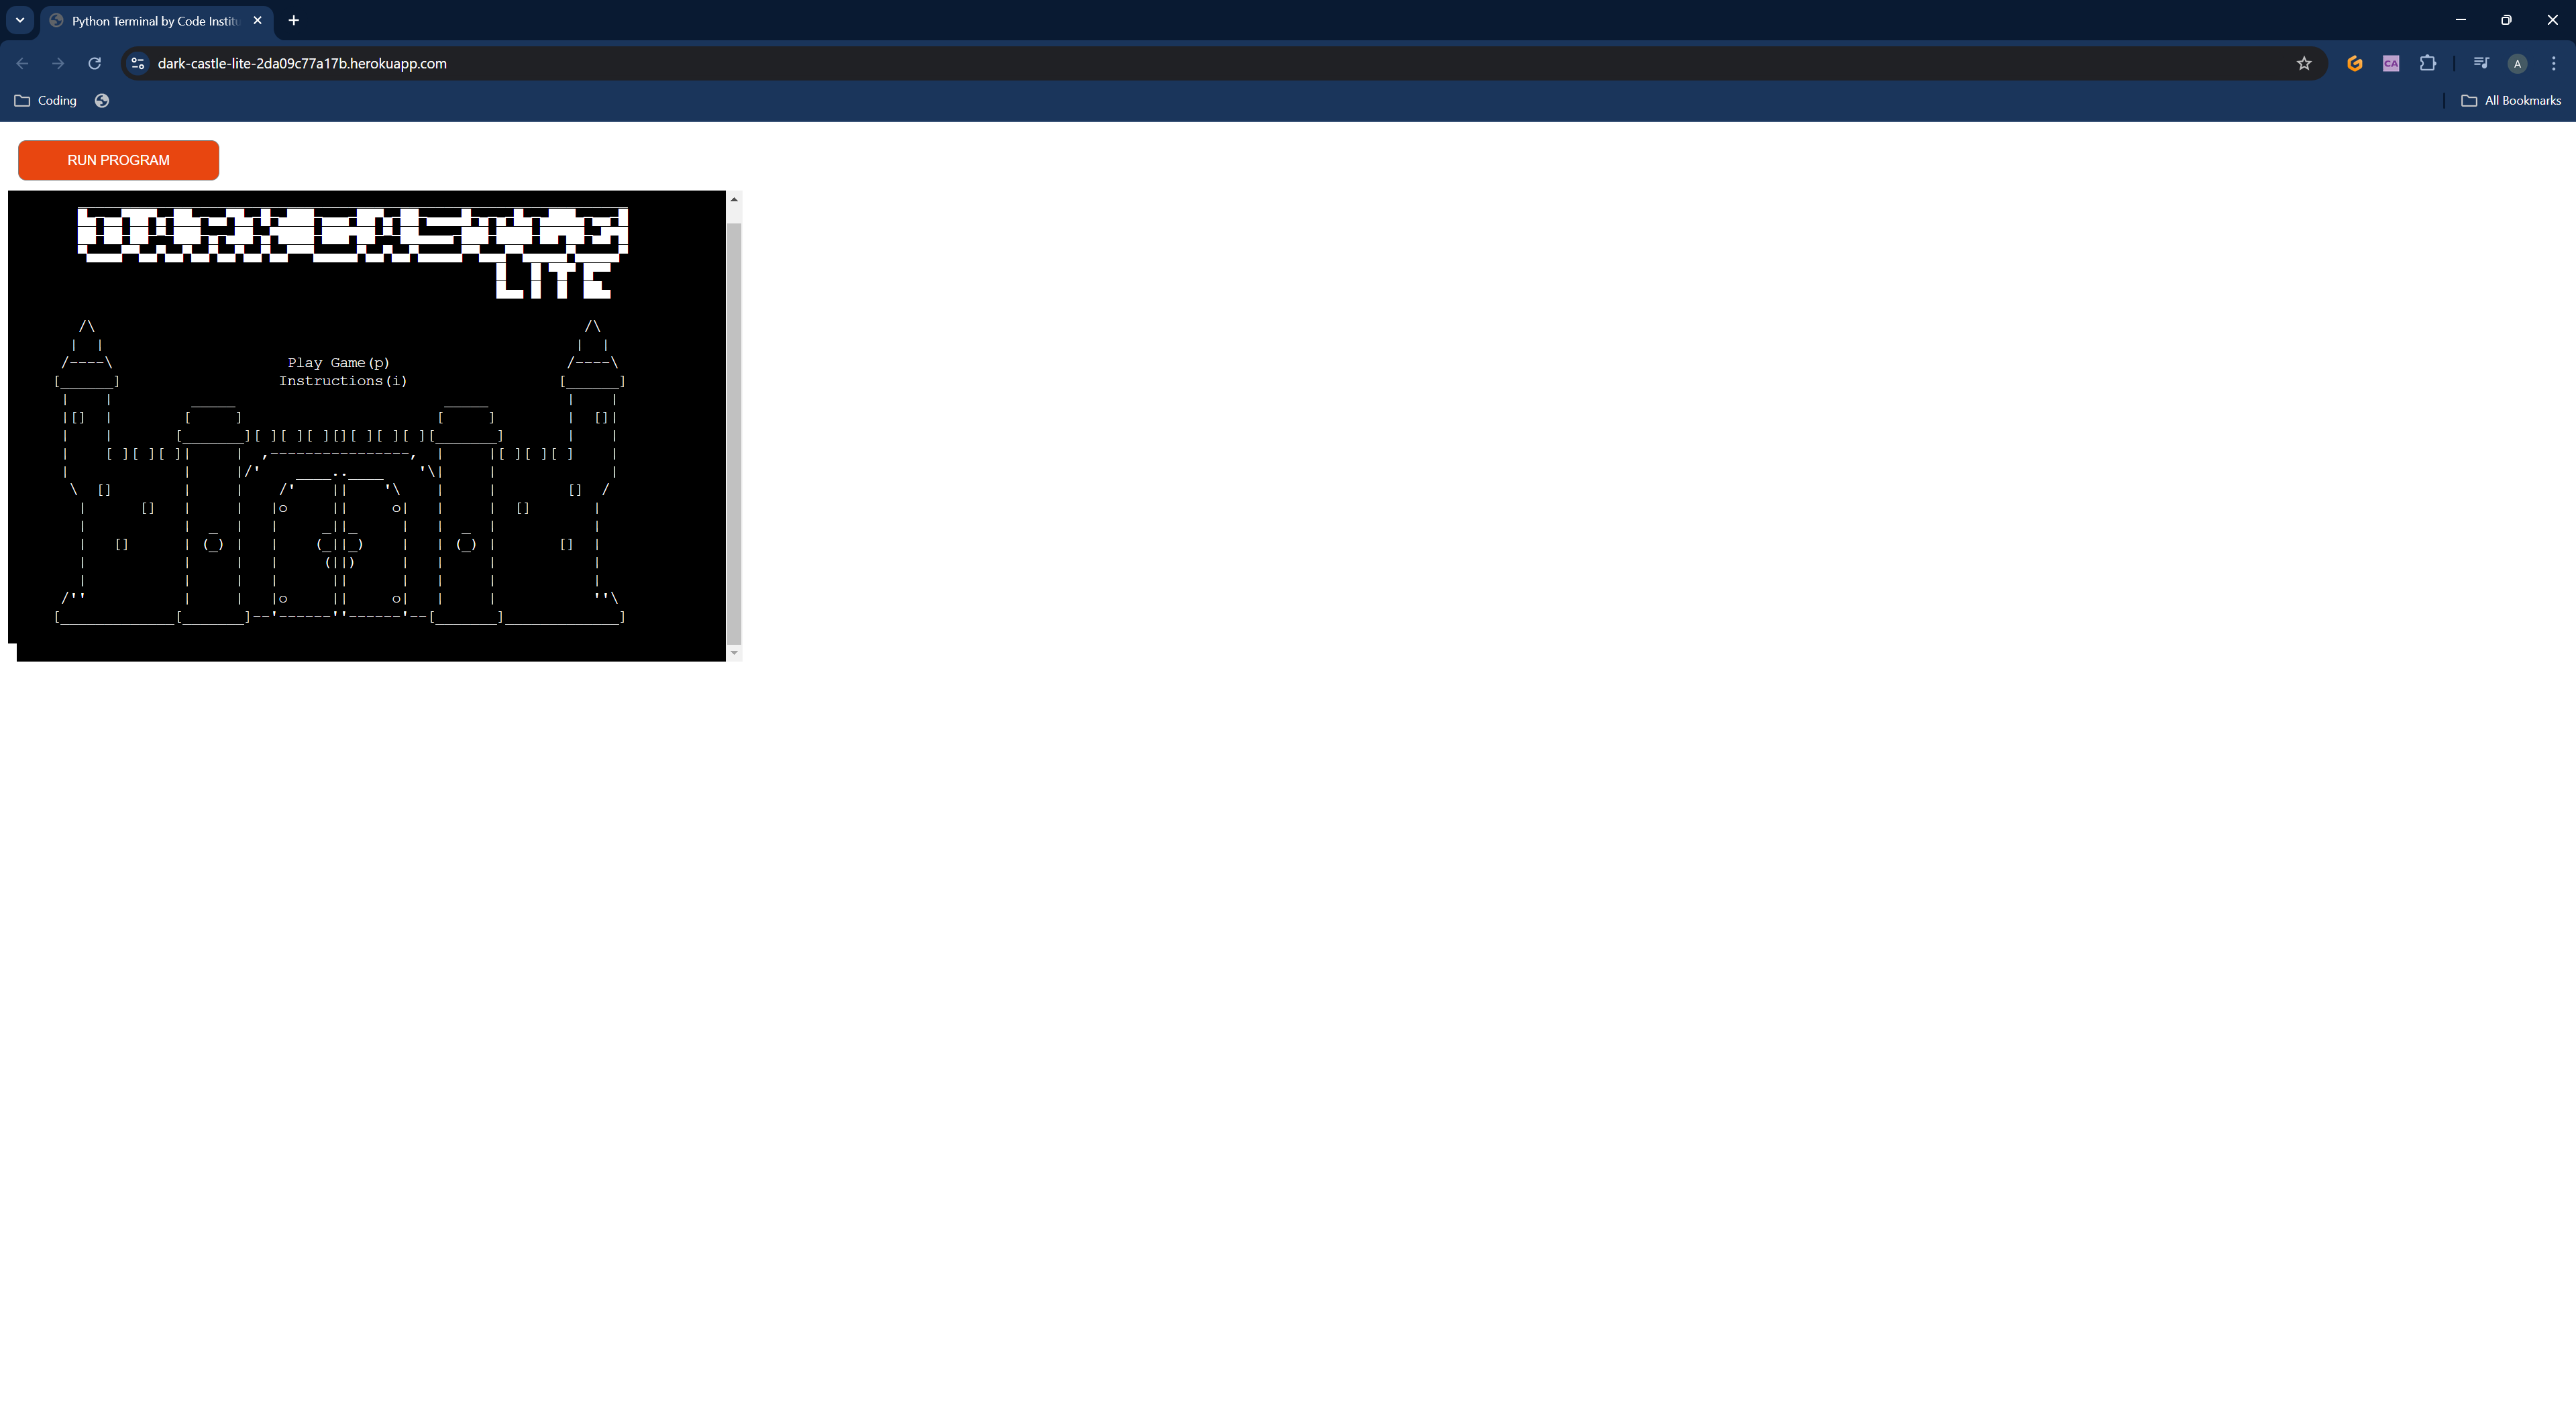 Python Terminal by Code Institu
dark-castle-lite-2da09c77a17b.herokuapp.com
CA
A
Coding
All Bookmarks
RUN PROGRAM
DARK CASTLE
LITE
Play Game(p)
Instructions(i)